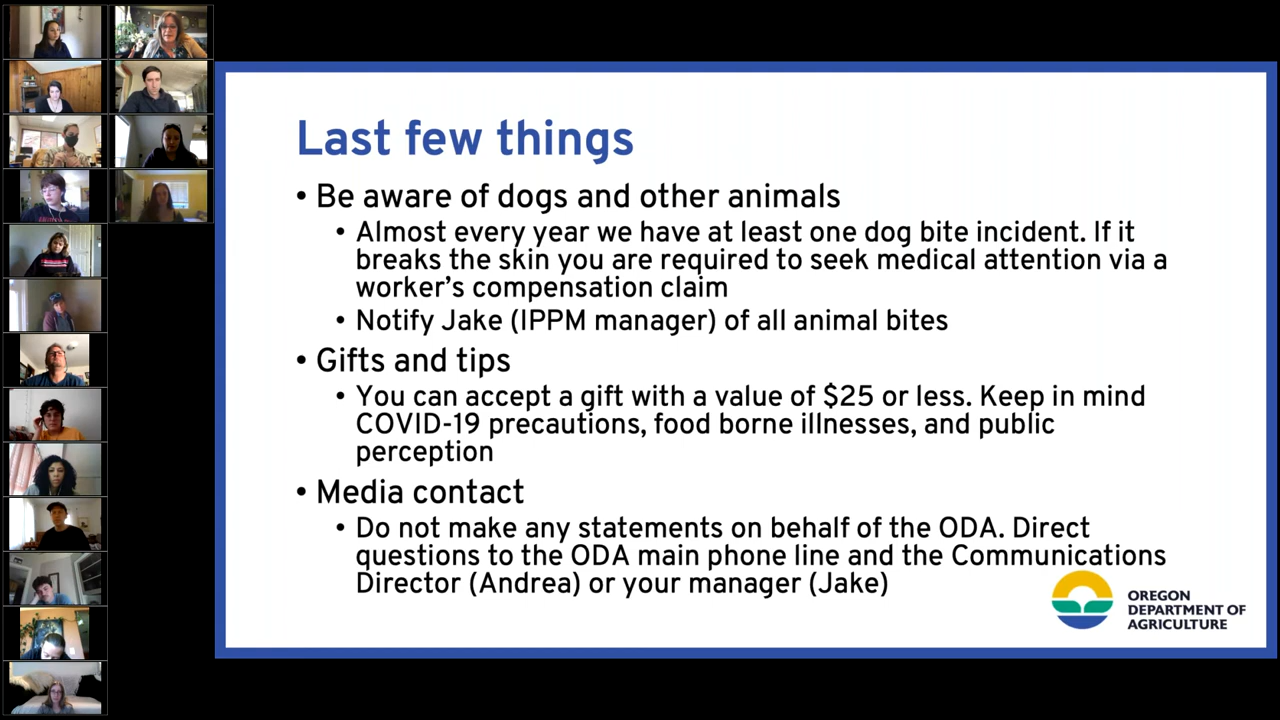 Last few things
• Be aware of dogs and other animals
• Almost every year we have at least one dog bite incident. If it
breaks the skin you are required to seek medical attention via a
worker’s compensation claim
• Notify Jake (IPPM manager) of all animal bites
• Gifts and tips
• You can accept a gift with a value of $25 or less. Keep in mind
COVID-19 precautions, food borne illnesses, and public
perception
• Media contact
• Do not make any statements on behalf of the ODA. Direct
questions to the ODA main phone line and the Communications
Director (Andrea) or your manager (Jake)
OREGON
DEPARTMENT OF
AGRICULTURE